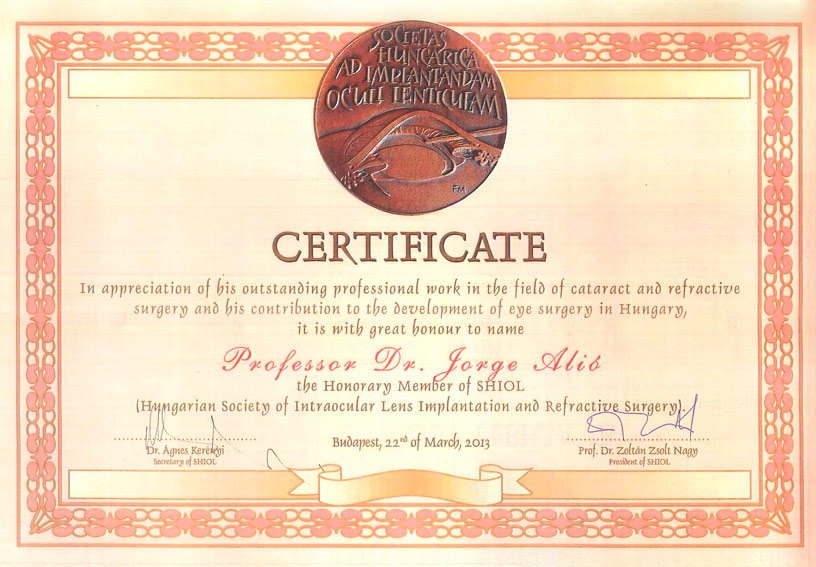 SOCIETAS
HUNGARICA
AD IMPLANTANDAM
OCULI LENTICULAM
FM
CERTIFICATE
In appreciation of his outstanding professional work in the field of cataract and refractive
surgery and his contribution to the development of eye surgery in Hungary,
it is with great honour to name
Professor Dr. Jorge Alió
the Honorary Member of SHIOL
(Hungarian Society of Intraocular Lens Implantation and Refractive Surgery).
Dr. Ágnes Kerényi
Secretary of SHIOL
Budapest, 22nd of March, 2013
Prof. Dr. Zoltán Zsolt Nagy
President of SHIOL